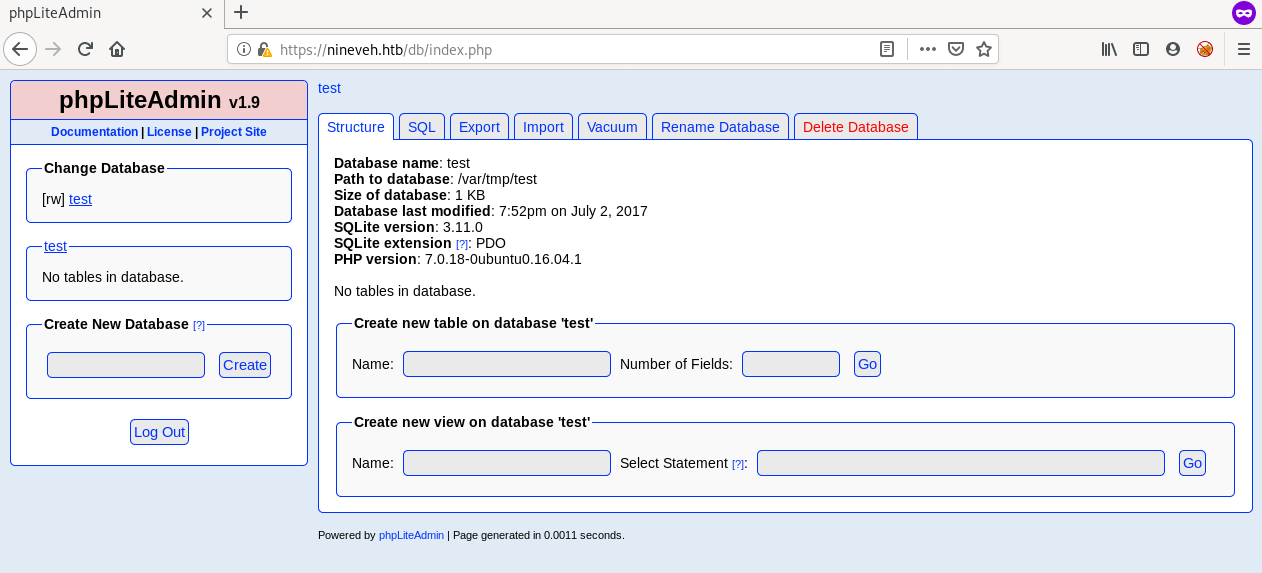 phpLiteAdmin
https://nineveh.htb/db/index.php
phpLiteAdmin v1.9
Documentation | License | Project Site
Change Database
[rw] test
test
No tables in database.
Create New Database [?]
Create
Log Out
test
Structure SQL Export Import Vacuum Rename Database Delete Database
Database name: test
Path to database: /var/tmp/test
Size of database: 1 KB
Database last modified: 7:52pm on July 2, 2017
SQLite version: 3.11.0
SQLite extension [?]: PDO
PHP version: 7.0.18-0ubuntu0.16.04.1
No tables in database.
Create new table on database 'test'
Name: Number of Fields: Go
Create new view on database 'test'
Name: Select Statement [?]: Go
Powered by phpLiteAdmin | Page generated in 0.0011 seconds.